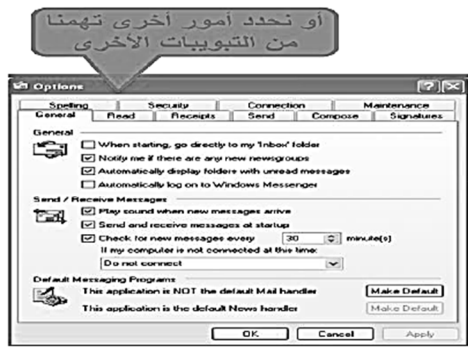 أو نحدد أمور أخرى تهمنا
من التبويبات الأخرى
Options
Spelling Security Connection Maintenance
General Read Receipts Send Compose Signatures
General
When starting, go directly to my 'Inbox' folder
Notify me if there are any new newsgroups
Automatically display folders with unread messages
Automatically log on to Windows Messenger
Send / Receive Messages
Play sound when new messages arrive
Send and receive messages at startup
Check for new messages every 30 minute(s)
If my computer is not connected at this time:
Do not connect
Default Messaging Programs
This application is NOT the default Mail handler Make Default
This application is the default News handler Make Default
OK Cancel Apply